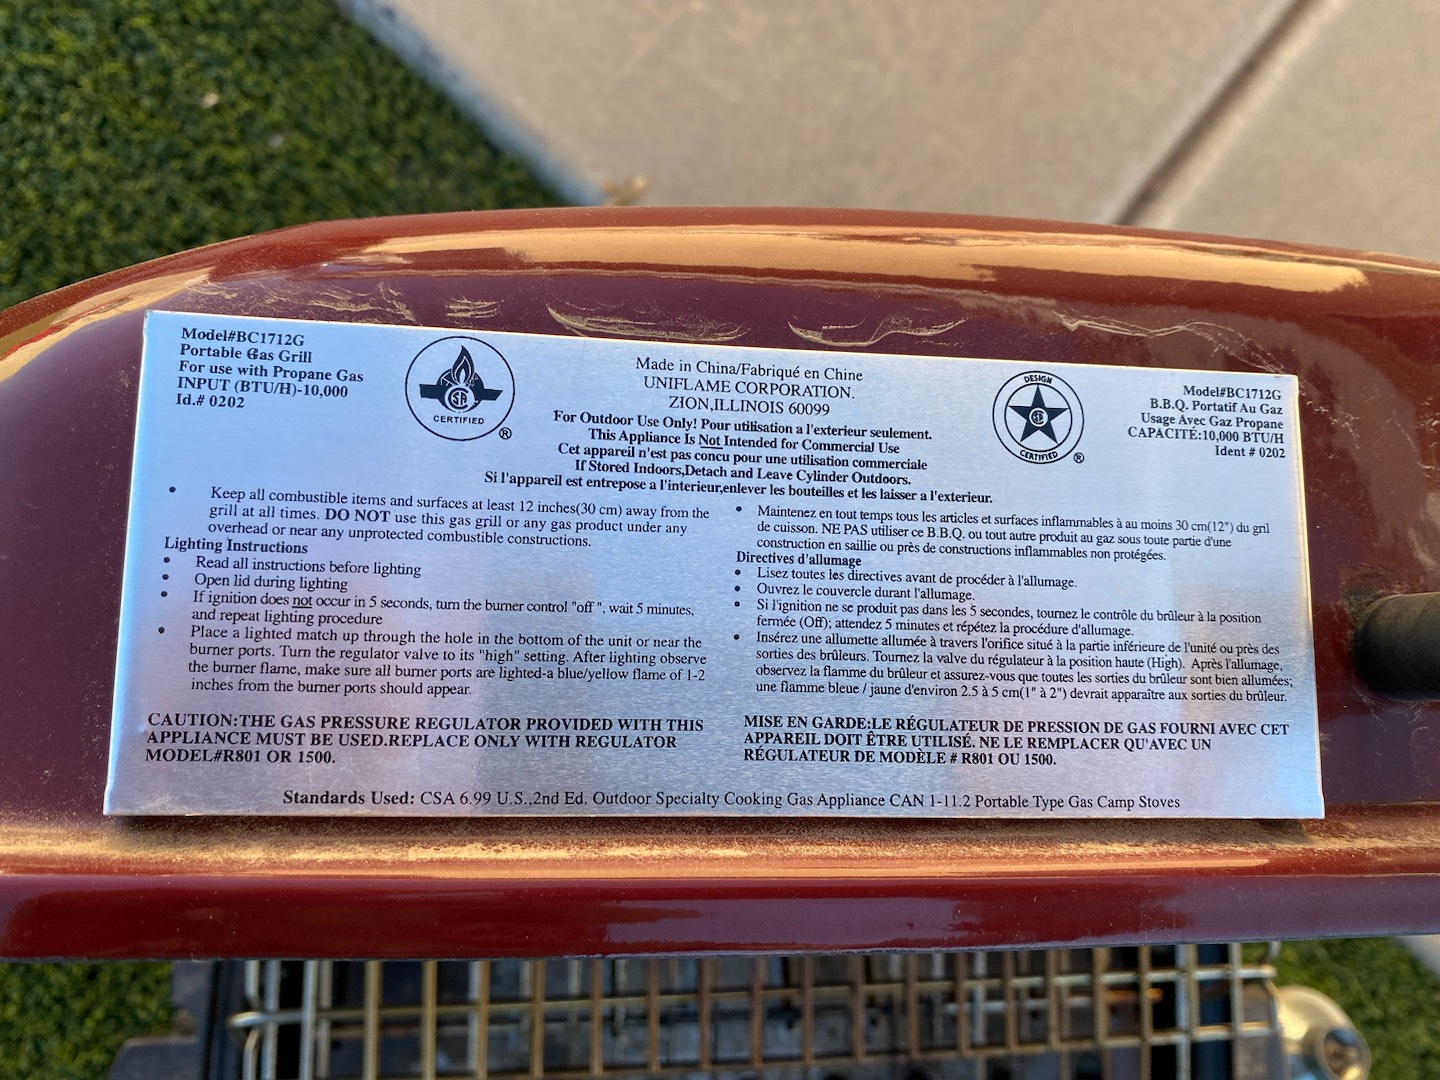 Model#BC1712G
Portable Gas Grill
For use with Propane Gas
INPUT (BTU/H)-10,000
Id.# 0202
CERTIFIED
®
Made in China/Fabriqué en Chine
UNIFLAME CORPORATION.
ZION,ILLINOIS 60099
For Outdoor Use Only! Pour utilisation a l'exterieur seulement.
This Appliance Is Not Intended for Commercial Use
Cet appareil n'est pas concu pour une utilisation commerciale
If Stored Indoors,Detach and Leave Cylinder Outdoors.
Si l'appareil est entrepose a l'interieur,enlever les bouteilles et les laisser a l'exterieur.
DESIGN
CERTIFIED
®
Model#BC1712G
B.B.Q. Portatif Au Gaz
Usage Avec Gaz Propane
CAPACITÉ:10,000 BTU/H
Ident # 0202
• Keep all combustible items and surfaces at least 12 inches(30 cm) away from the
grill at all times. DO NOT use this gas grill or any gas product under any
overhead or near any unprotected combustible constructions.
Lighting Instructions
• Read all instructions before lighting
• Open lid during lighting
• If ignition does not occur in 5 seconds, turn the burner control "off ", wait 5 minutes,
and repeat lighting procedure
• Place a lighted match up through the hole in the bottom of the unit or near the
burner ports. Turn the regulator valve to its "high" setting. After lighting observe
the burner flame, make sure all burner ports are lighted-a blue/yellow flame of 1-2
inches from the burner ports should appear.
CAUTION:THE GAS PRESSURE REGULATOR PROVIDED WITH THIS
APPLIANCE MUST BE USED.REPLACE ONLY WITH REGULATOR
MODEL#R801 OR 1500.
• Maintenez en tout temps tous les articles et surfaces inflammables à au moins 30 cm(12") du gril
de cuisson. NE PAS utiliser ce B.B.Q. ou tout autre produit au gaz sous toute partie d'une
construction en saillie ou près de constructions inflammables non protégées.
Directives d'allumage
• Lisez toutes les directives avant de procéder à l'allumage.
• Ouvrez le couvercle durant l'allumage.
• Si l'ignition ne se produit pas dans les 5 secondes, tournez le contrôle du brûleur à la position
fermée (Off); attendez 5 minutes et répétez la procédure d'allumage.
• Insérez une allumette allumée à travers l'orifice situé à la partie inférieure de l'unité ou près des
sorties des brûleurs. Tournez la valve du régulateur à la position haute (High). Après l'allumage,
observez la flamme du brûleur et assurez-vous que toutes les sorties du brûleur sont bien allumées;
une flamme bleue / jaune d'environ 2.5 à 5 cm(1" à 2") devrait apparaître aux sorties du brûleur.
MISE EN GARDE:LE RÉGULATEUR DE PRESSION DE GAS FOURNI AVEC CET
APPAREIL DOIT ÊTRE UTILISÉ. NE LE REMPLACER QU'AVEC UN
RÉGULATEUR DE MODÈLE # R801 OU 1500.
Standards Used: CSA 6.99 U.S.,2nd Ed. Outdoor Specialty Cooking Gas Appliance CAN 1-11.2 Portable Type Gas Camp Stoves